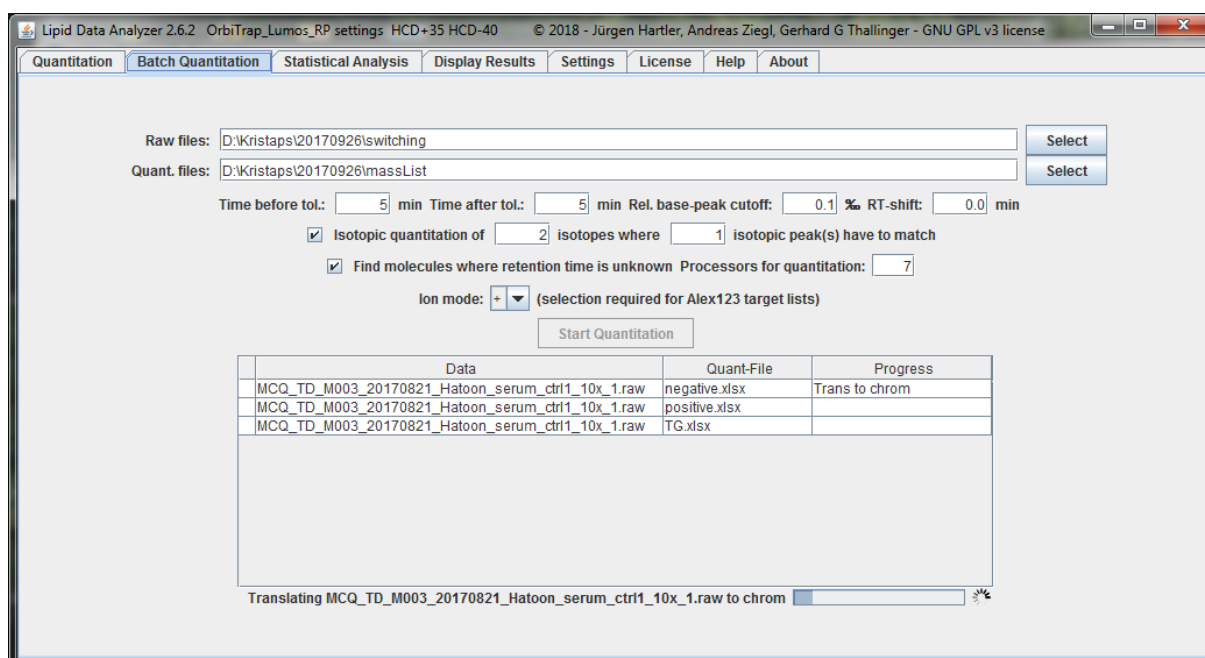 Lipid Data Analyzer 2.6.2 OrbiTrap_Lumos_RP settings HCD+35 HCD-40 © 2018 - Jürgen Hartler, Andreas Ziegl, Gerhard G Thallinger - GNU GPL v3 license
Quantitation Batch Quantitation Statistical Analysis Display Results Settings License Help About
Raw files: D:\Kristaps\20170926\switching Select
Quant. files: D:\Kristaps\20170926\massList Select
Time before tol.: 5 min Time after tol.: 5 min Rel. base-peak cutoff: 0.1 ‰ RT-shift: 0.0 min
Isotopic quantitation of 2 isotopes where 1 isotopic peak(s) have to match
Find molecules where retention time is unknown Processors for quantitation: 7
Ion mode: + (selection required for Alex123 target lists)
Start Quantitation
Data Quant-File Progress
MCQ_TD_M003_20170821_Hatoon_serum_ctrl1_10x_1.raw negative.xlsx Trans to chrom
MCQ_TD_M003_20170821_Hatoon_serum_ctrl1_10x_1.raw positive.xlsx
MCQ_TD_M003_20170821_Hatoon_serum_ctrl1_10x_1.raw TG.xlsx
Translating MCQ_TD_M003_20170821_Hatoon_serum_ctrl1_10x_1.raw to chrom